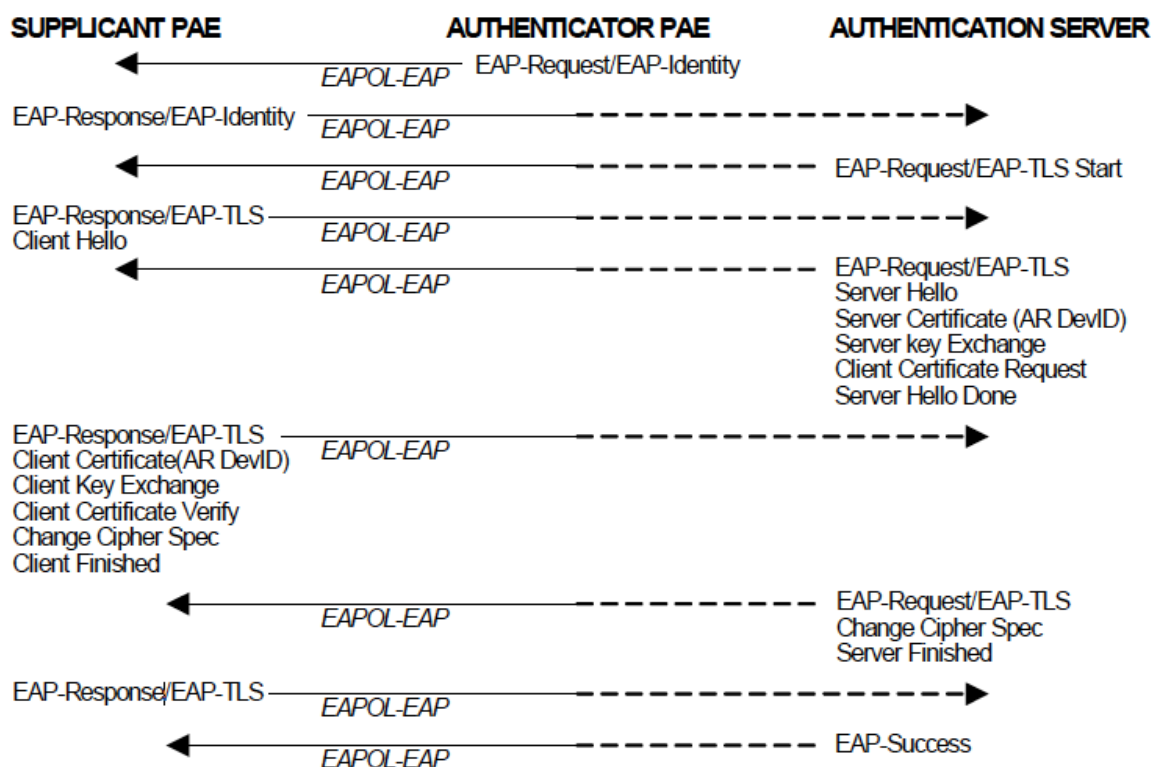 SUPPLICANT PAE AUTHENTICATOR PAE AUTHENTICATION SERVER
EAPOL-EAP EAP-Request/EAP-Identity
EAP-Response/EAP-Identity EAPOL-EAP
EAPOL-EAP EAP-Request/EAP-TLS Start
EAP-Response/EAP-TLS EAPOL-EAP
Client Hello
EAPOL-EAP EAP-Request/EAP-TLS
Server Hello
Server Certificate (AR DevID)
Server key Exchange
Client Certificate Request
Server Hello Done
EAP-Response/EAP-TLS EAPOL-EAP
Client Certificate(AR DevID)
Client Key Exchange
Client Certificate Verify
Change Cipher Spec
Client Finished
EAPOL-EAP EAP-Request/EAP-TLS
Change Cipher Spec
Server Finished
EAP-Response/EAP-TLS EAPOL-EAP
EAPOL-EAP EAP-Success